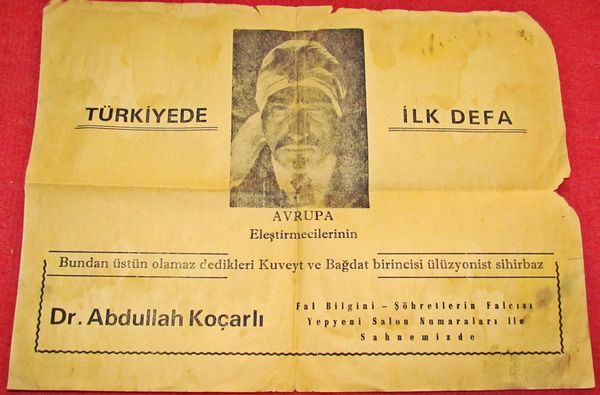 TÜRKİYEDE
İLK DEFA
AVRUPA
Eleştirmecilerinin
Bundan üstün olamaz dedikleri Kuveyt ve Bağdat birincisi ülüzyonist sihirbaz
Dr. Abdullah Koçarlı
Fal Bilgini - Şöhretlerin Falcısı
Yepyeni Salon Numaraları ile
Sahnemizde